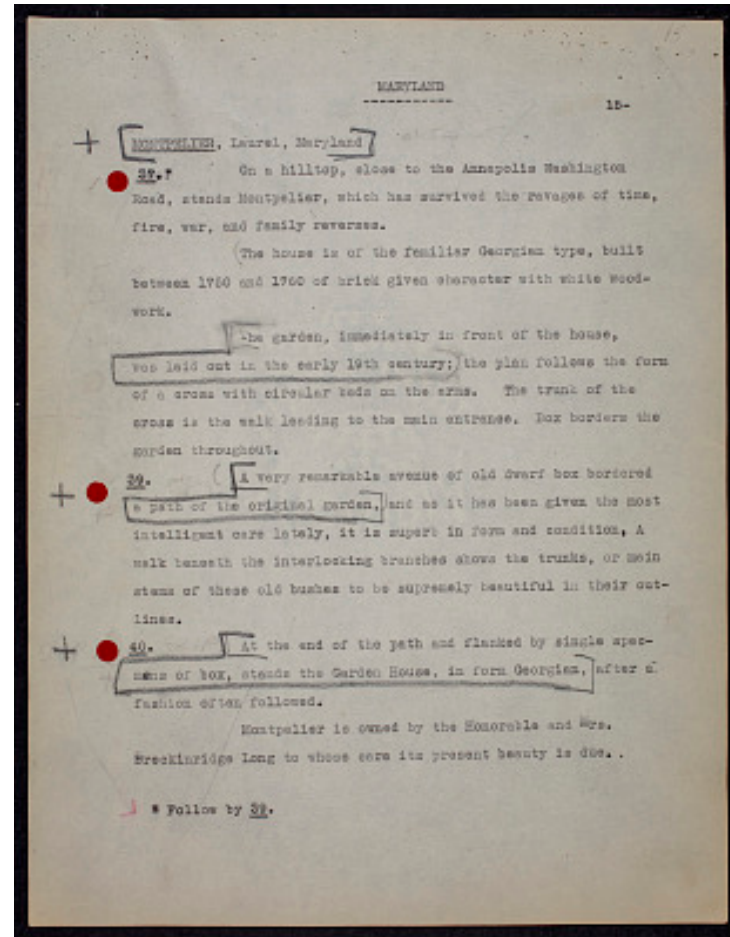 MARYLAND
15-
MONTPELIER, Laurel, Maryland
On a hilltop, close to the Annapolis Washington
Road, stands Montpelier, which has survived the ravages of time,
fire, war, and family reverses.
The house is of the familiar Georgian type, built
between 1750 and 1760 of brick given character with white wood-
work.
The garden, immediately in front of the house,
was laid out in the early 19th century; the plan follows the form
of a cross with circular beds on the arms. The trunk of the
cross is the walk leading to the main entrance. Box borders the
garden throughout.
39. A very remarkable avenue of old dwarf box bordered
a path of the original garden, and as it has been given the most
intelligent care lately, it is superb in form and condition, A
walk beneath the interlocking branches shows the trunks, or main
stems of these old bushes to be supremely beautiful in their out-
lines.
40. At the end of the path and flanked by single spec-
mens of box, stands the Garden House, in form Georgian, after a
fashion often followed.
Montpelier is owned by the Honorable and Mrs.
Breckinridge Long to whose care its present beauty is due..
* Follow by 39.